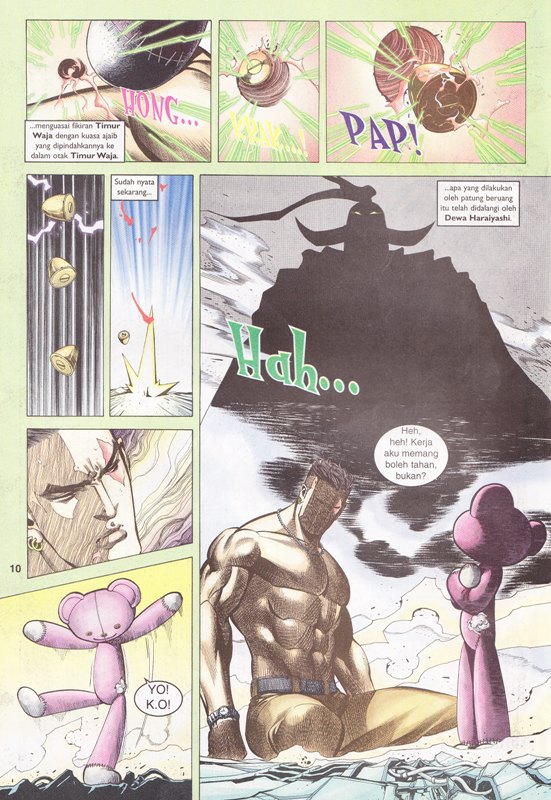 HONG...
...menguasai fikiran Timur
Waja dengan kuasa ajaib
yang dipindahkannya ke
dalam otak Timur Waja.
PAP!
Sudah nyata
sekarang...
...apa yang dilakukan
oleh patung beruang
itu telah didalangi oleh
Dewa Haraiyashi.
Hah...
Heh,
heh! Kerja
aku memang
boleh tahan,
bukan?
10
YO!
K.O!